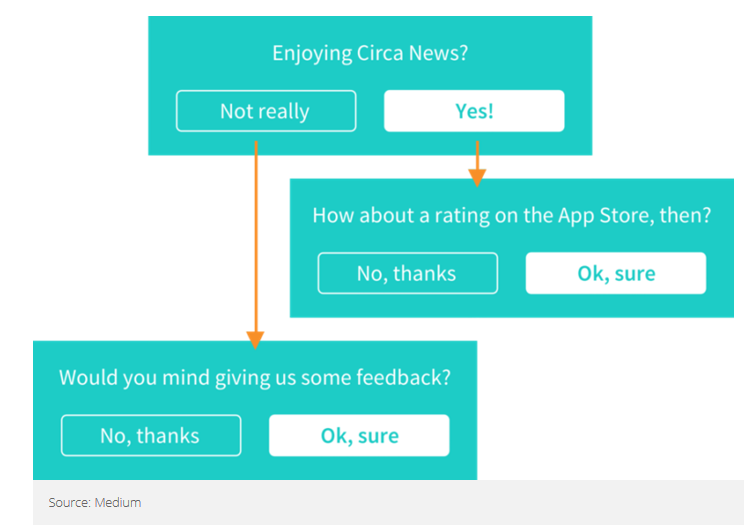 Enjoying Circa News?
Not really
Yes!
How about a rating on the App Store, then?
No, thanks
Ok, sure
Would you mind giving us some feedback?
No, thanks
Ok, sure
Source: Medium